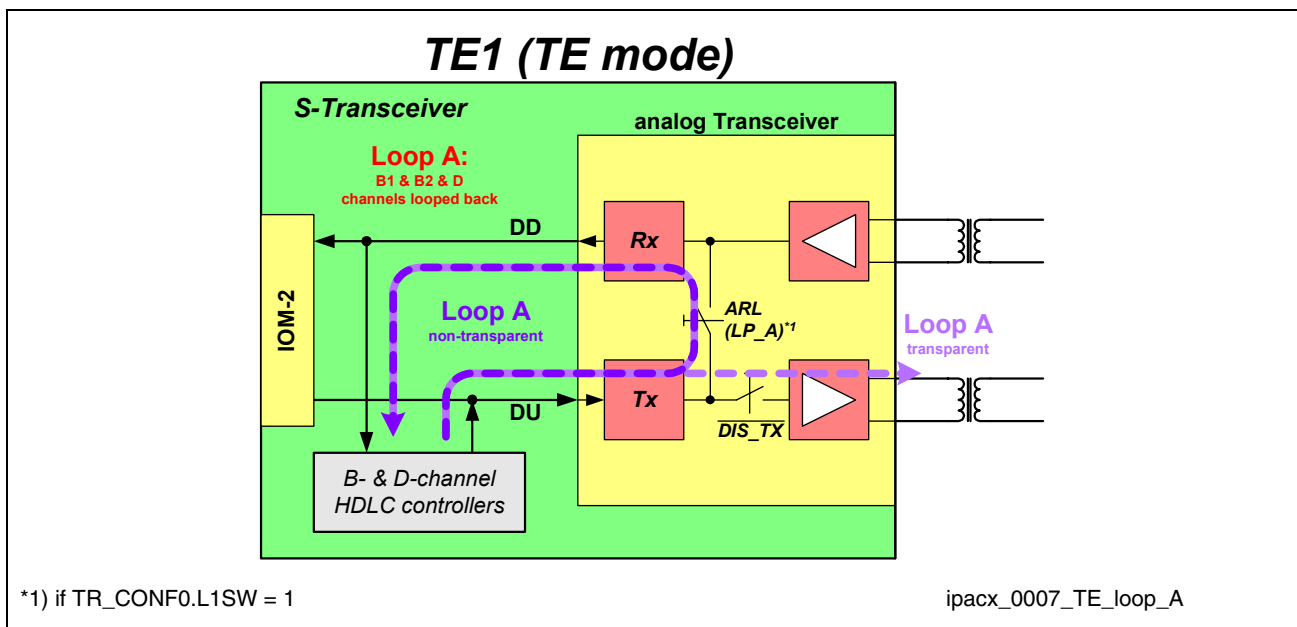 TE1 (TE mode)
S-Transceiver
analog Transceiver
Loop A:
B1 & B2 & D
channels looped back
DD
Rx
IOM-2
Loop A
non-transparent
ARL
(LP_A)*1
Loop A
transparent
DU
Tx
DIS_TX
B- & D-channel
HDLC controllers
*1) if TR_CONF0.L1SW = 1
ipacx_0007_TE_loop_A